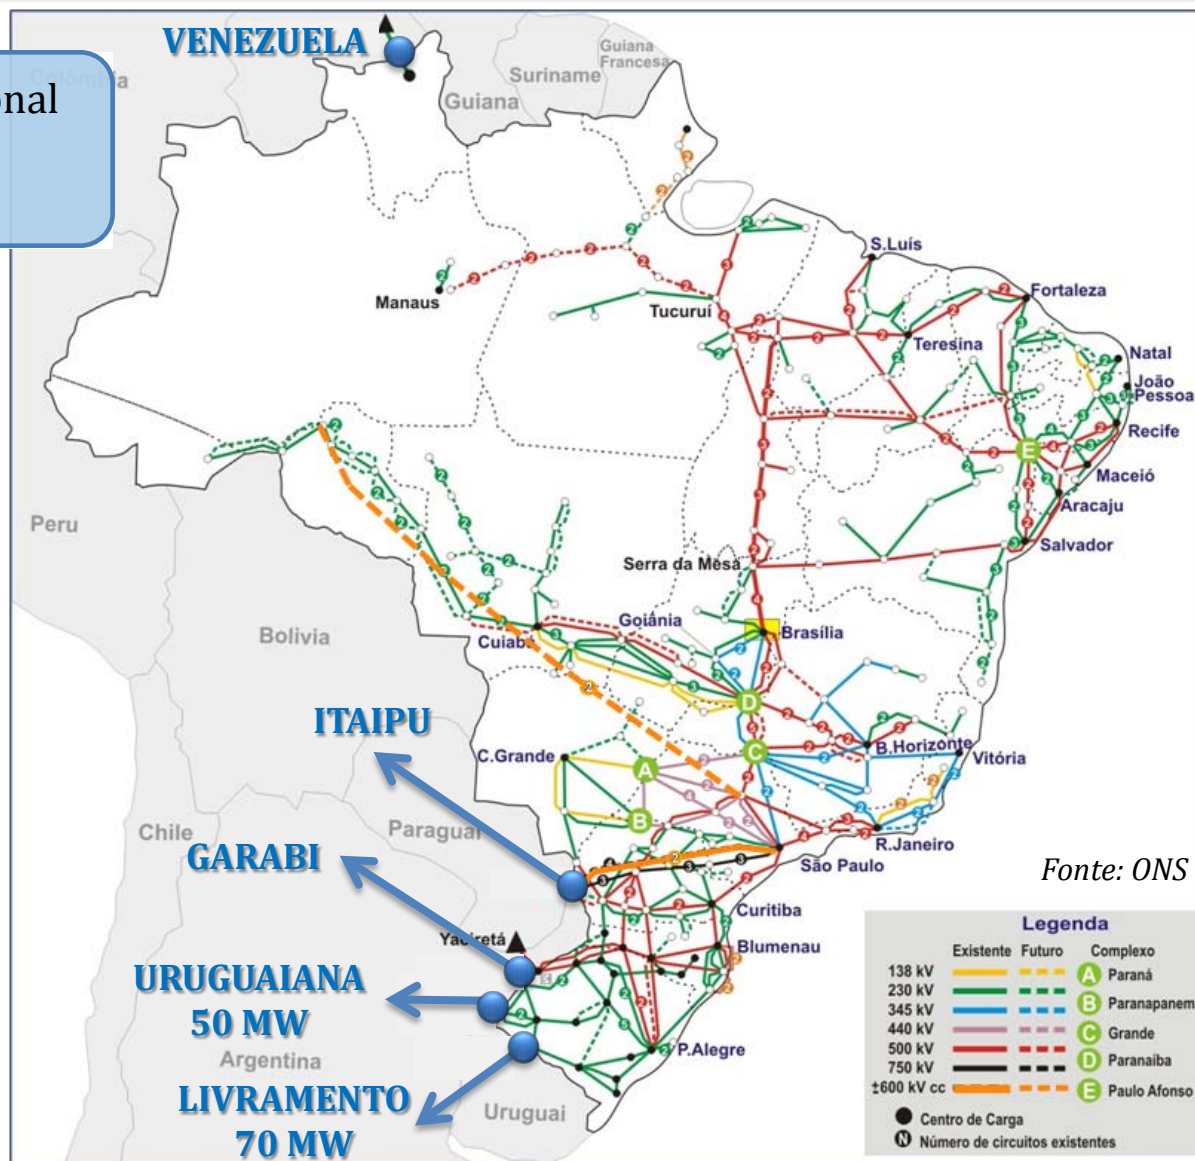 VENEZUELA
Colômbia
onal
Guiana
Suriname
Guiana
Francesa
Manaus
Tucuruí
S.Luís
Fortaleza
Teresina
Natal
João
Pessoa
Recife
Maceió
Aracaju
Salvador
E
Peru
Serra da Mesa
Bolivia
Goiânia
Brasília
Cuiabá
D
ITAIPU
C.Grande
A
C
B.Horizonte
Vitória
B
Chile
Paraguai
R.Janeiro
GARABI
São Paulo
Fonte: ONS
Curitiba
Yaciretá
Blumenau
URUGUAIANA
50 MW
Argentina
P.Alegre
LIVRAMENTO
70 MW
Uruguai
Legenda
Existente Futuro Complexo
138 kV A Paraná
230 kV B Paranapanem
345 kV C Grande
440 kV
500 kV D Paranaíba
750 kV
±600 kV cc E Paulo Afonso
Centro de Carga
N Número de circuitos existentes